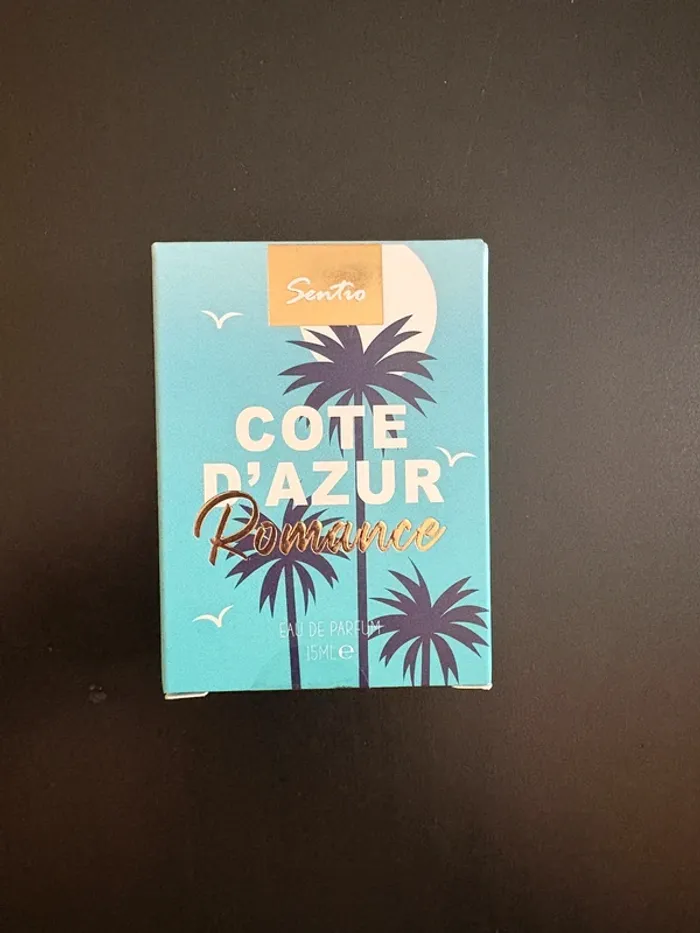 Sentio
COTE
D'AZUR
Romance
EAU DE PARFUM
15ML ℮